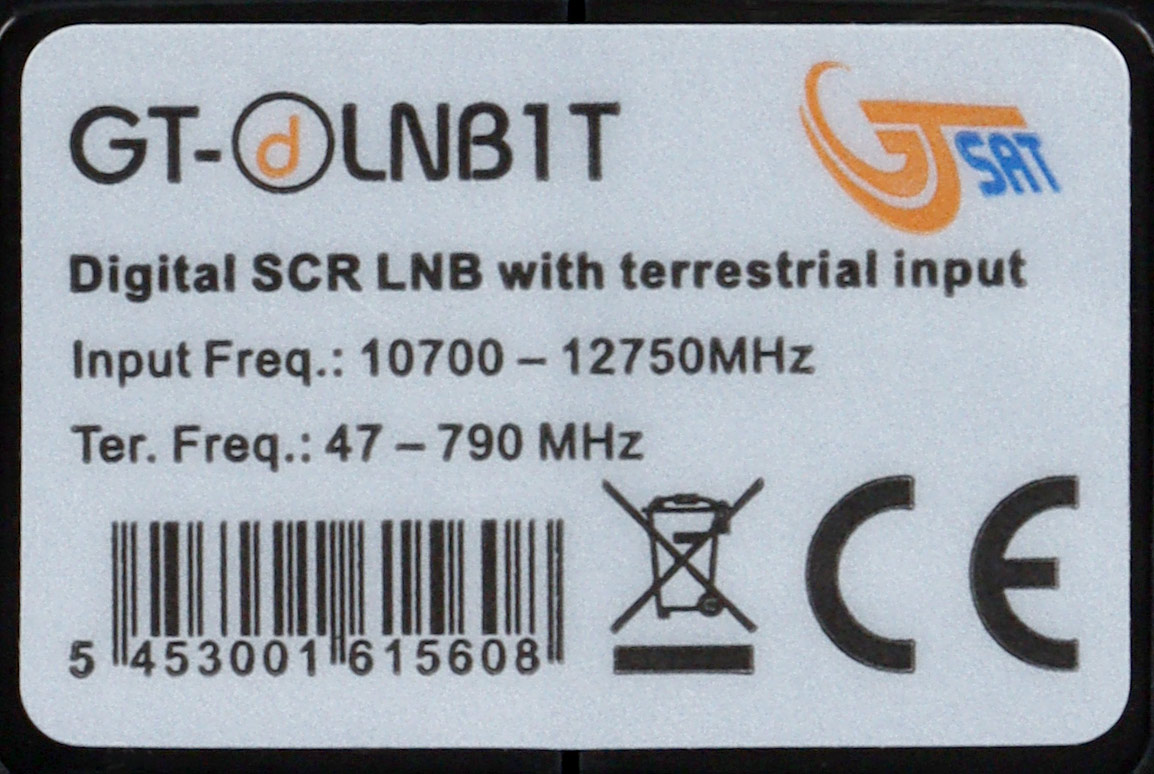 GT-dLNB1T
GT SAT
Digital SCR LNB with terrestrial input
Input Freq.: 10700 – 12750MHz
Ter. Freq.: 47 – 790 MHz
5 453001 615608
CE